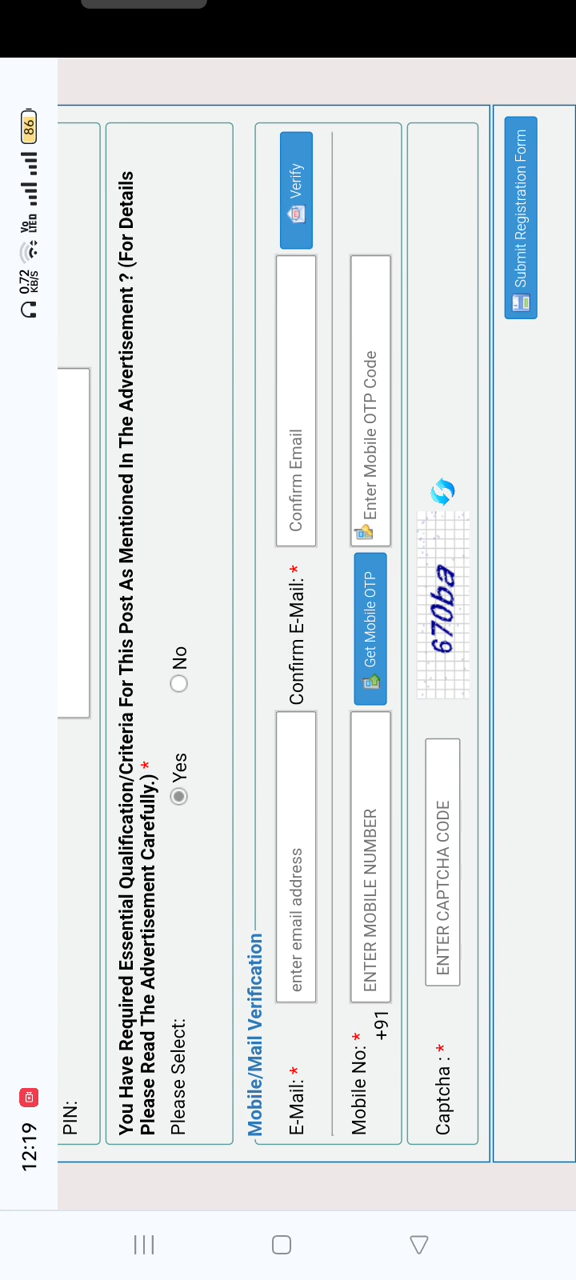 12:19
0.72 KB/S
Vo LTED
86
PIN:
You Have Required Essential Qualification/Criteria For This Post As Mentioned In The Advertisement ? (For Details
Please Read The Advertisement Carefully.) *
Please Select:
Yes
No
Mobile/Mail Verification
E-Mail: *
enter email address
Confirm E-Mail: *
Confirm Email
Verify
Mobile No: *
+91
ENTER MOBILE NUMBER
Get Mobile OTP
Enter Mobile OTP Code
Captcha : *
ENTER CAPTCHA CODE
670ba
Submit Registration Form